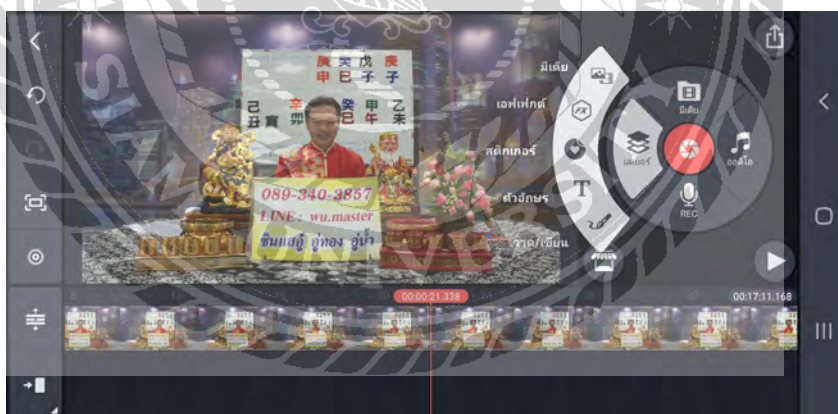 庚 癸 戊 庚
申 巳 子 子
己 辛 癸 甲 乙
丑 寅 卯 巳 午 未
089-340-3857
LINE : wu.master
ซินแสอู๋ อู่ทอง อู่น้ำ
มีเดีย
เอฟเฟกต์
FX
สติกเกอร์
ตัวอักษร
T
วาด/เขียน
มีเดีย
เลเยอร์
ออดิโอ
REC
00:00:21.338
00:17:11.168